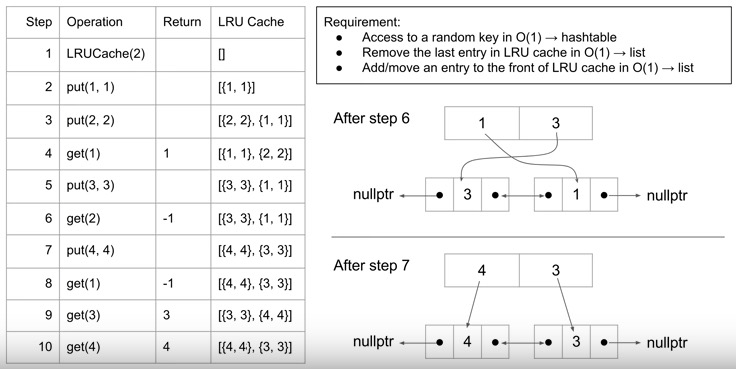 Step Operation Return LRU Cache
1 LRUCache(2) []
2 put(1, 1) [{1, 1}]
3 put(2, 2) [{2, 2}, {1, 1}]
4 get(1) 1 [{1, 1}, {2, 2}]
5 put(3, 3) [{3, 3}, {1, 1}]
6 get(2) -1 [{3, 3}, {1, 1}]
7 put(4, 4) [{4, 4}, {3, 3}]
8 get(1) -1 [{4, 4}, {3, 3}]
9 get(3) 3 [{3, 3}, {4, 4}]
10 get(4) 4 [{4, 4}, {3, 3}]
Requirement:
● Access to a random key in O(1) → hashtable
● Remove the last entry in LRU cache in O(1) → list
● Add/move an entry to the front of LRU cache in O(1) → list
After step 6
1 3
nullptr 3 1 nullptr
After step 7
4 3
nullptr 4 3 nullptr